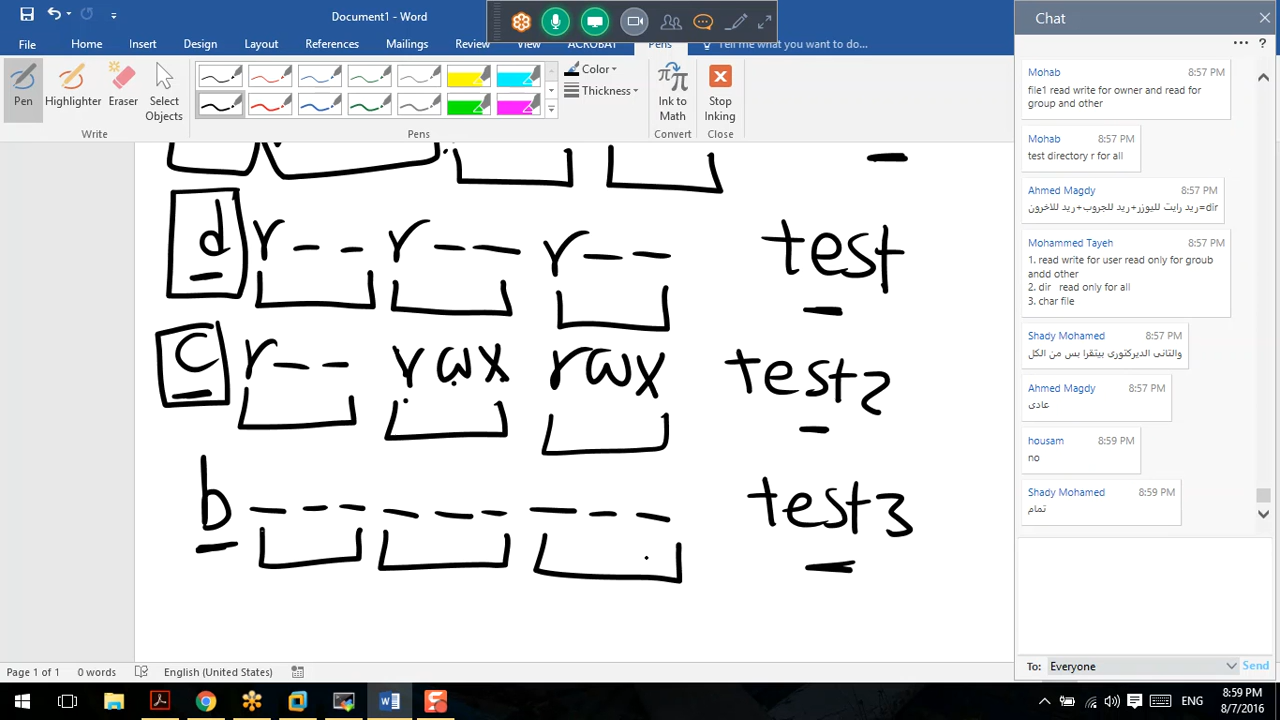 Document1 - Word
File Home Insert Design Layout References Mailings Review View ACROBAT Pens Tell me what you want to do...
Pen Highlighter Eraser Select Objects
Color
Thickness
Ink to Math
Stop Inking
Write Pens Convert Close
d r-- r-- r-- test
c r-- rwx rwx test2
b --- --- --- test3
Chat
Mohab 8:57 PM
file1 read write for owner and read for
group and other
Mohab 8:57 PM
test directory r for all
Ahmed Magdy 8:57 PM
dir=ريد رايت لليوزر+ريد للجروب+ريد للاخرون
Mohammed Tayeh 8:57 PM
1. read write for user read only for groub
andd other
2. dir read only for all
3. char file
Shady Mohamed 8:57 PM
والتانى الديركتورى بيتقرا بس من الكل
Ahmed Magdy 8:57 PM
عادى
housam 8:59 PM
no
Shady Mohamed 8:59 PM
تمام
To: Everyone Send
Page 1 of 1 0 words English (United States)
ENG
8:59 PM
8/7/2016